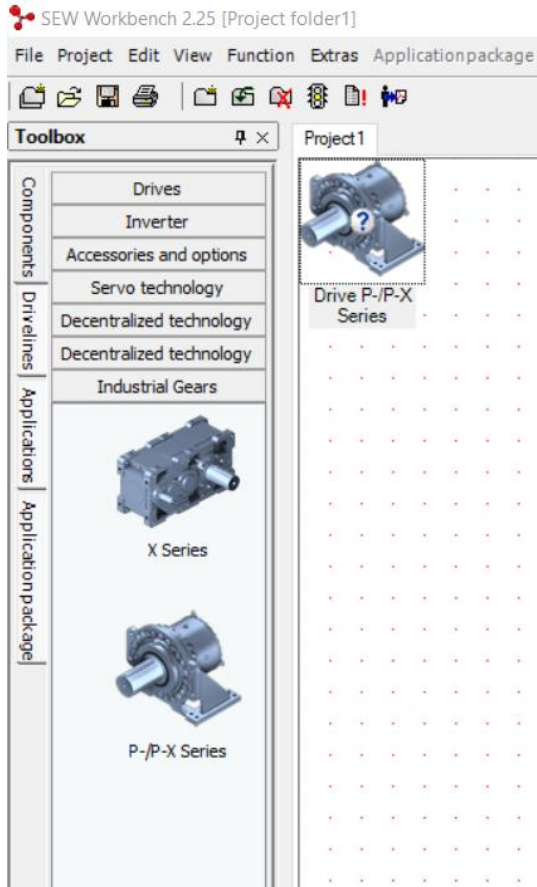 SEW Workbench 2.25 [Project folder1]
File Project Edit View Function Extras Applicationpackage
Toolbox
Project1
Components
Drivelines
Applications
Applicationpackage
Drives
Inverter
Accessories and options
Servo technology
Decentralized technology
Decentralized technology
Industrial Gears
X Series
P-/P-X Series
?
Drive P-/P-X
Series